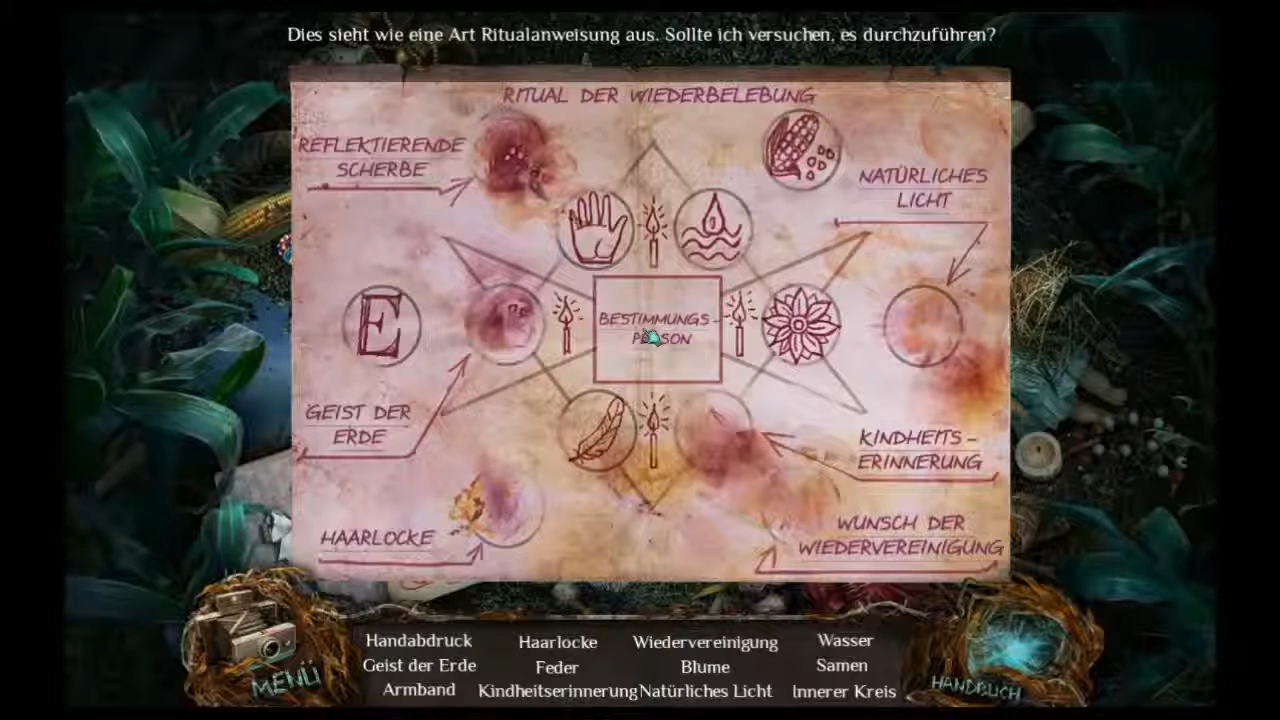 Dies sieht wie eine Art Ritualanweisung aus. Sollte ich versuchen, es durchzuführen?
RITUAL DER WIEDERBELEBUNG
REFLEKTIERENDE
SCHERBE
NATÜRLICHES
LICHT
E
BESTIMMUNGS-
PERSON
GEIST DER
ERDE
KINDHEITS-
ERINNERUNG
HAARLOCKE
WUNSCH DER
WIEDERVEREINIGUNG
MENÜ
Handabdruck Haarlocke Wiedervereinigung Wasser
Geist der Erde Feder Blume Samen
Armband Kindheitserinnerung Natürliches Licht Innerer Kreis
HANDBUCH